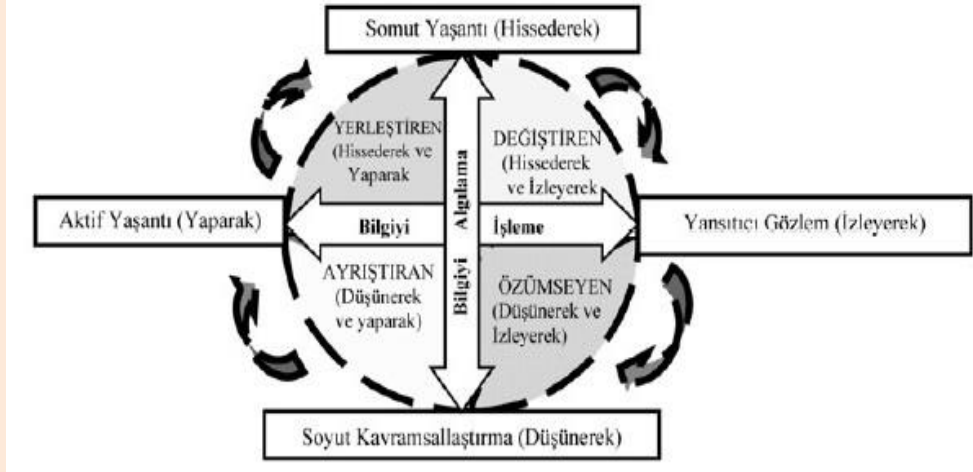 Somut Yaşantı (Hissederek)
YERLEŞTİREN
(Hissederek ve
Yaparak
DEĞİŞTİREN
(Hissederek
ve İzleyerek
Aktif Yaşantı (Yaparak)
Bilgiyi
İşleme
Bilgiyi Algılama
Yansıtıcı Gözlem (İzleyerek)
AYRIŞTIRAN
(Düşünerek
ve yaparak)
ÖZÜMSEYEN
(Düşünerek ve
İzleyerek)
Soyut Kavramsallaştırma (Düşünerek)